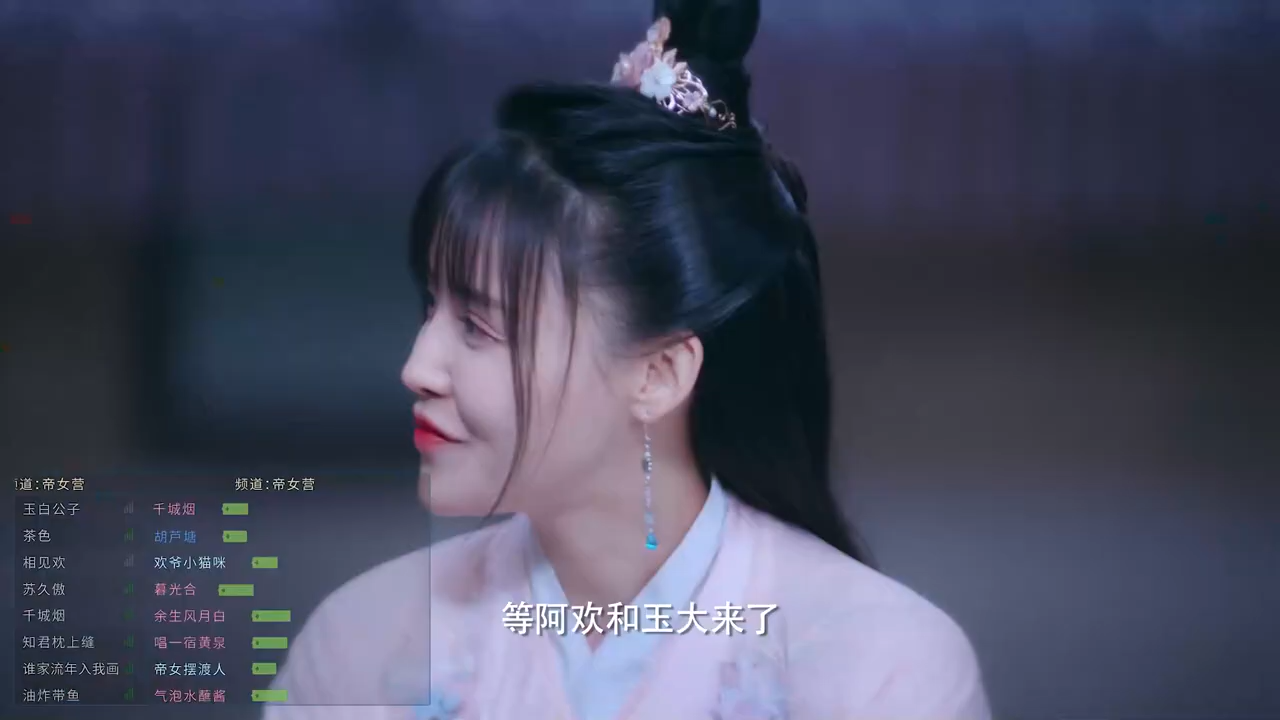 道:帝女营 频道:帝女营
玉白公子 千城烟
茶色 胡芦塘
相见欢 欢爷小猫咪
苏久傲 暮光合
千城烟 余生风月白
知君枕上缝 唱一宿黄泉
谁家流年入我画 帝女摆渡人
油炸带鱼 气泡水蘸酱
等阿欢和玉大来了